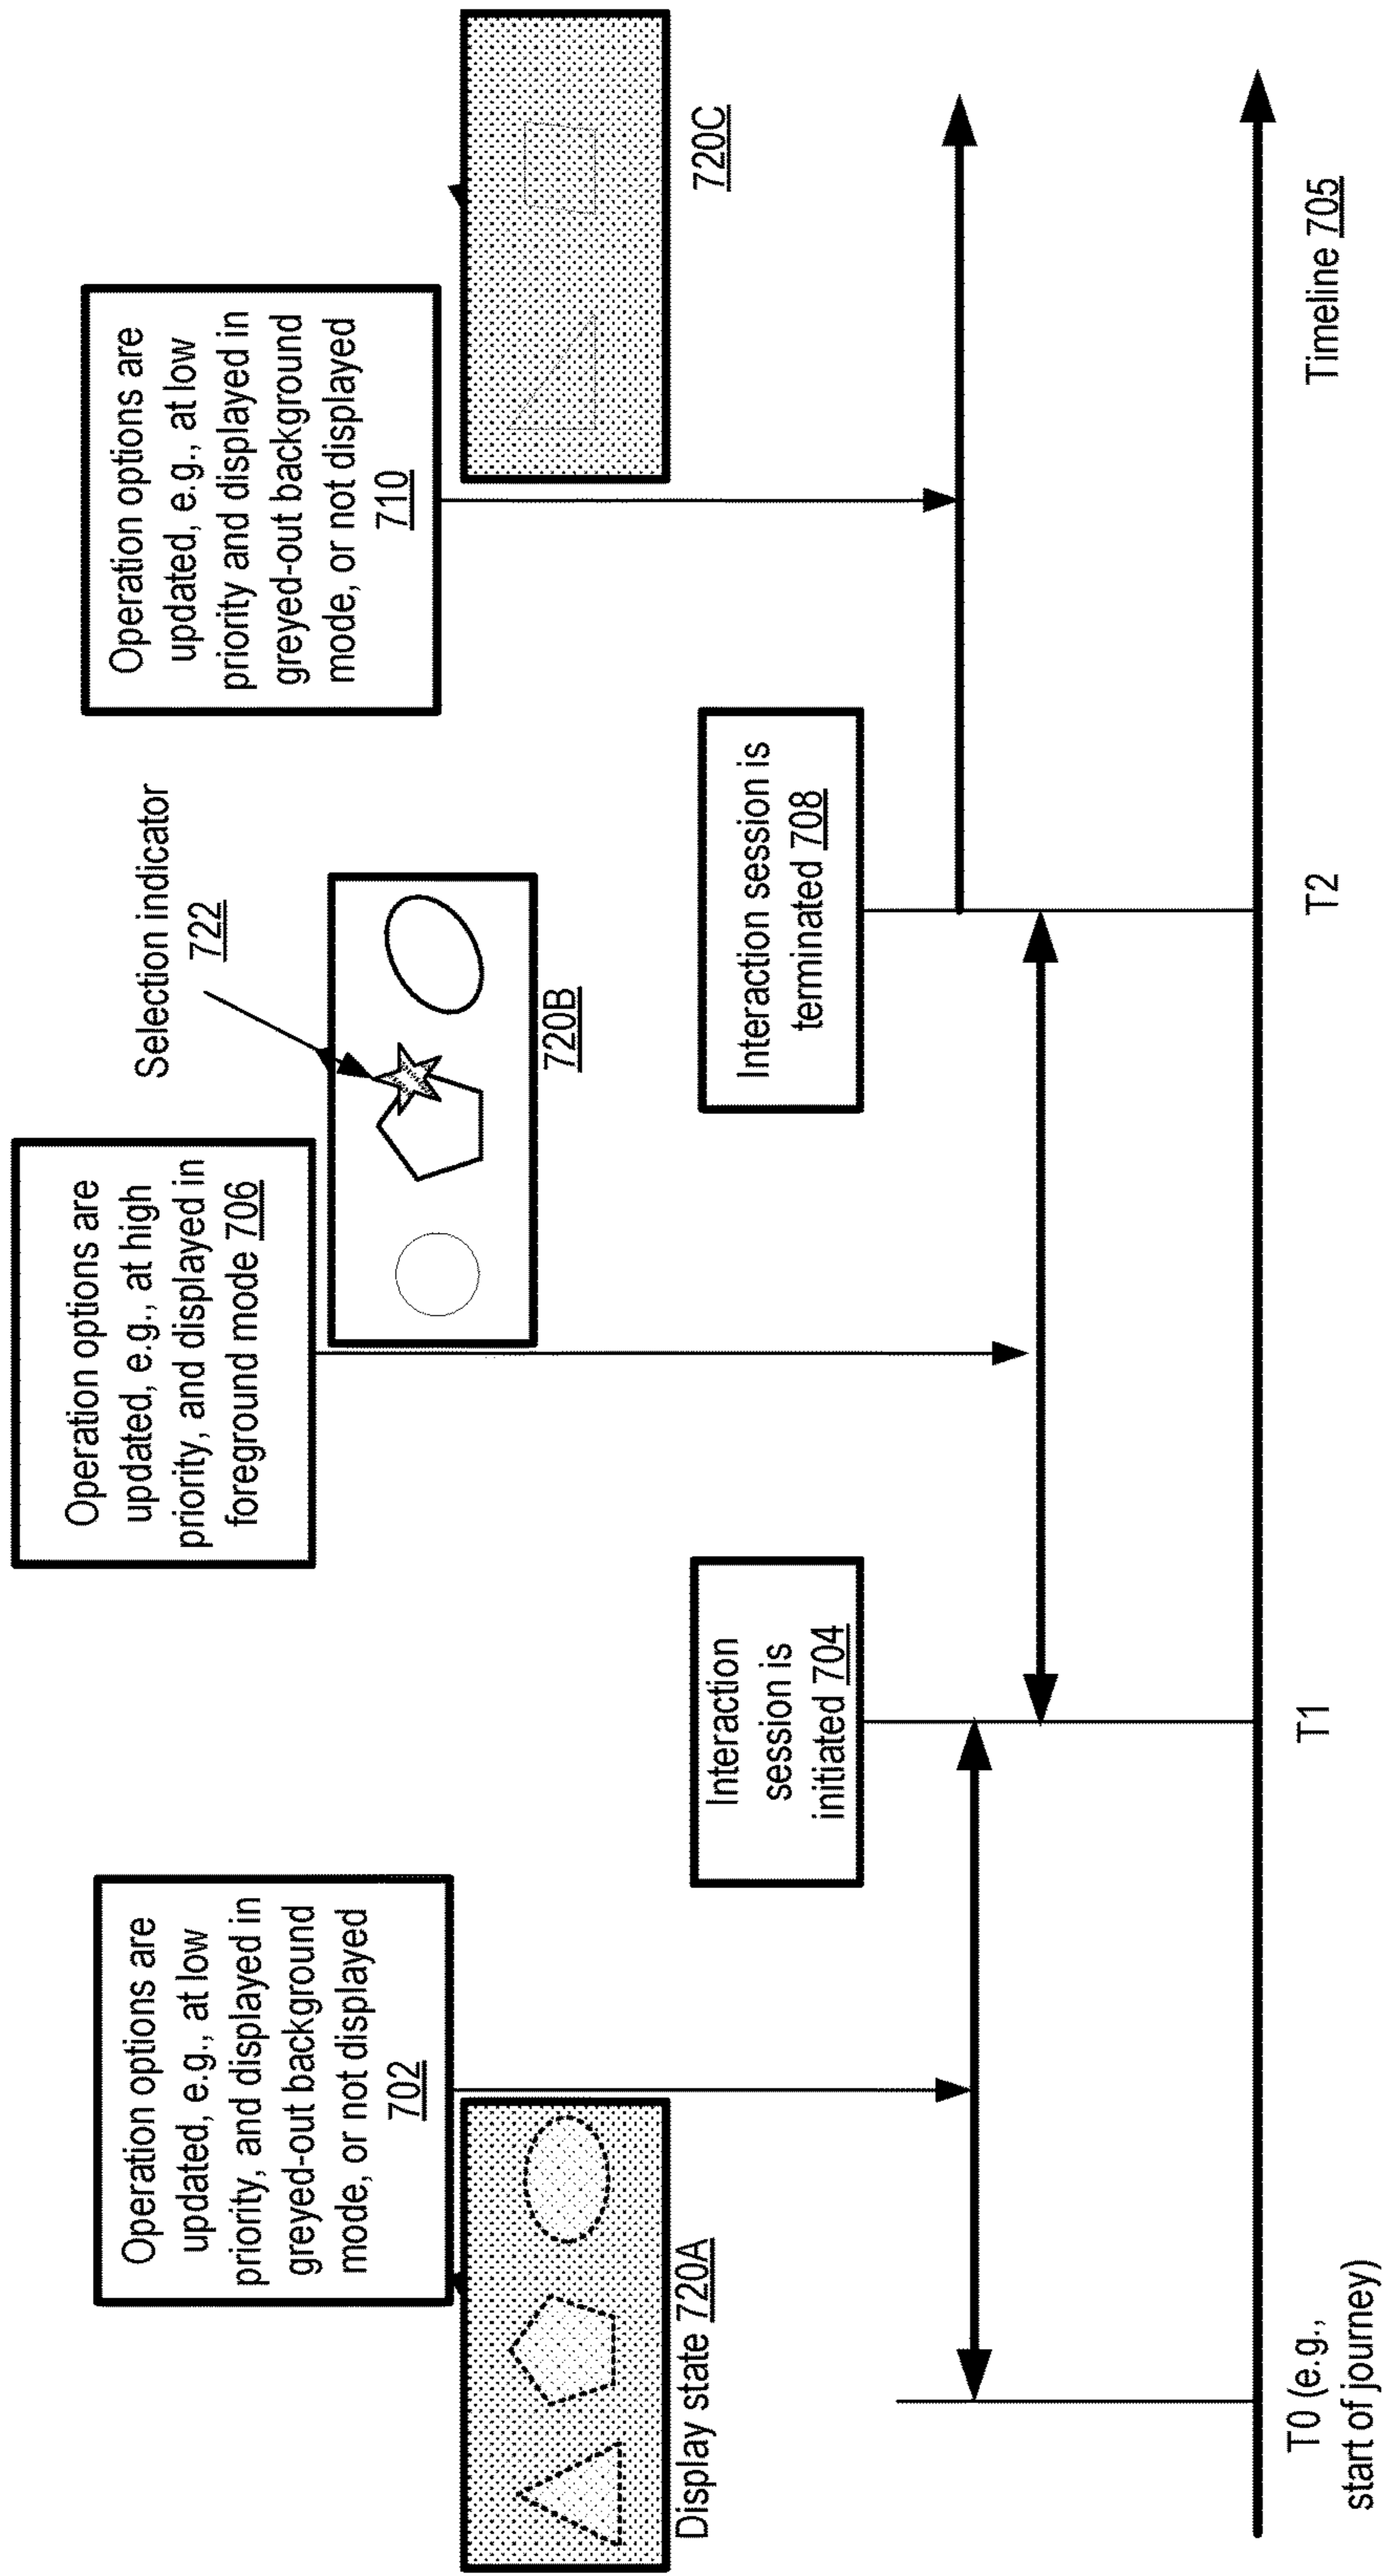 Operation options are
updated, e.g., at low
priority, and displayed in
greyed-out background
mode, or not displayed
702
Display state 720A
Interaction
session is
initiated 704
Operation options are
updated, e.g., at high
priority, and displayed in
foreground mode 706
Selection indicator
722
720B
Interaction session is
terminated 708
Operation options are
updated, e.g., at low
priority and displayed in
greyed-out background
mode, or not displayed
710
720C
T0 (e.g.,
start of journey)
T1
T2
Timeline 705